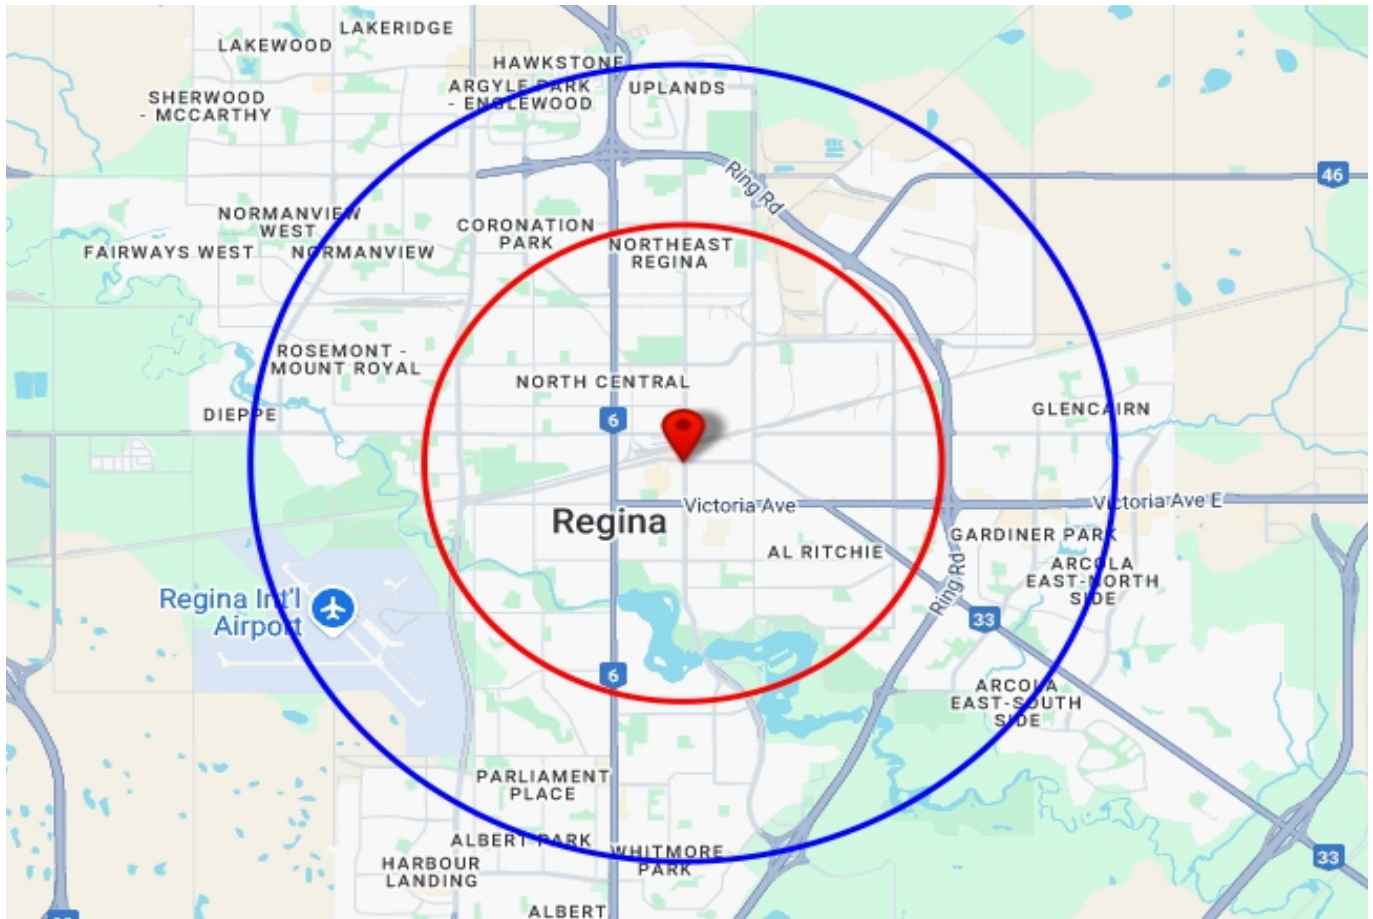 LAKERIDGE
LAKEWOOD
HAWKSTONE
ARGYLE PARK
- ENGLEWOOD
UPLANDS
SHERWOOD
- MCCARTHY
Ring Rd
46
NORMANVIEW
WEST
CORONATION
PARK
NORTHEAST
REGINA
FAIRWAYS WEST
NORMANVIEW
ROSEMONT -
MOUNT ROYAL
NORTH CENTRAL
DIEPPE
6
GLENCAIRN
Victoria Ave
Victoria Ave E
Regina
GARDINER PARK
AL RITCHIE
ARCOLA
EAST-NORTH
SIDE
Ring Rd
Regina Int'l
Airport
33
6
ARCOLA
EAST-SOUTH
SIDE
PARLIAMENT
PLACE
ALBERT PARK
WHITMORE
PARK
33
HARBOUR
LANDING
ALBERT